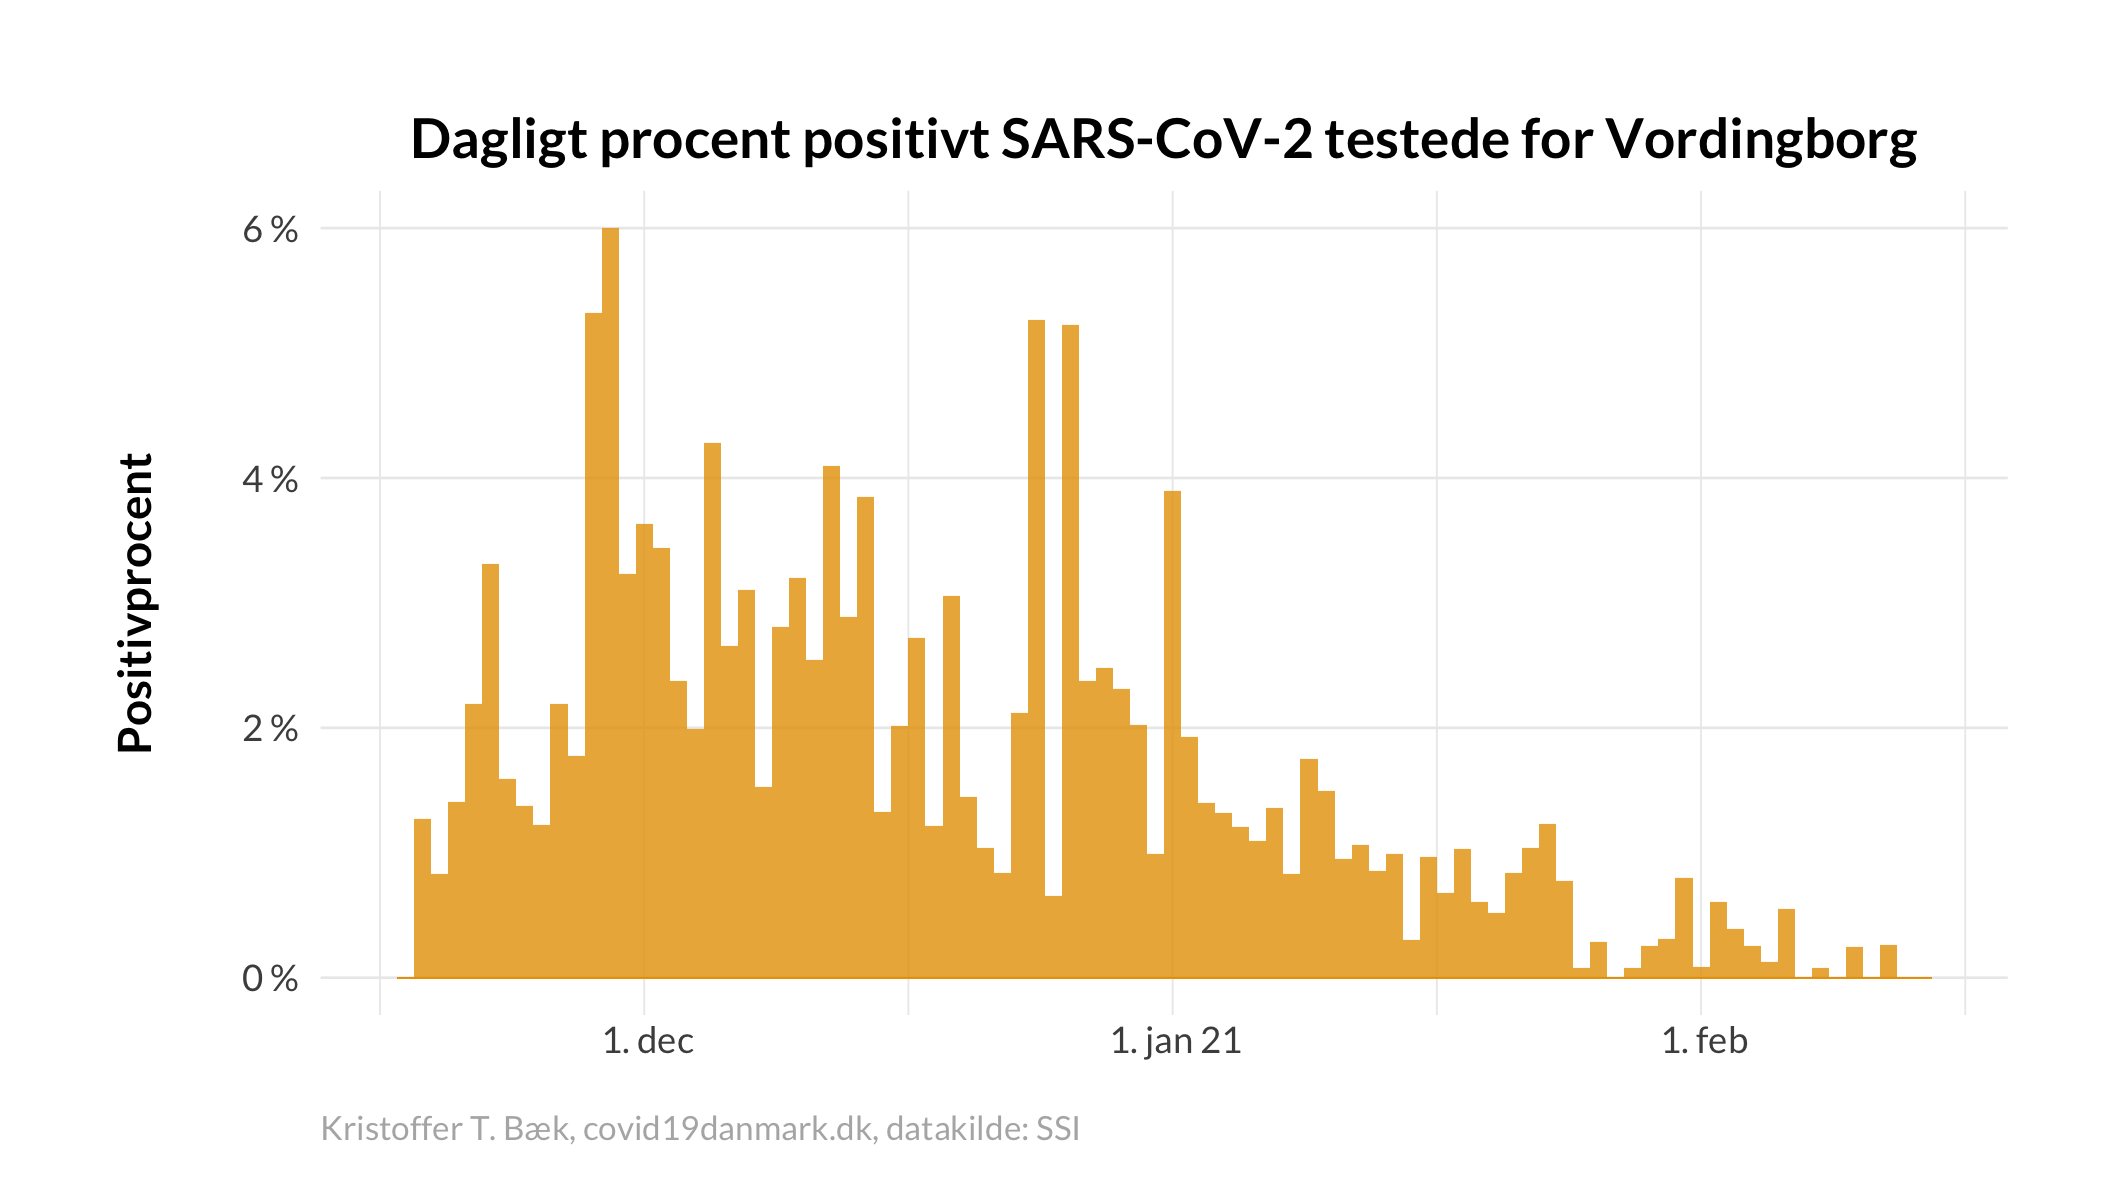 Dagligt procent positivt SARS-CoV-2 testede for Vordingborg
Positivprocent
6 %
4 %
2 %
0 %
1. dec
1. jan 21
1. feb
Kristoffer T. Bæk, covid19danmark.dk, datakilde: SSI